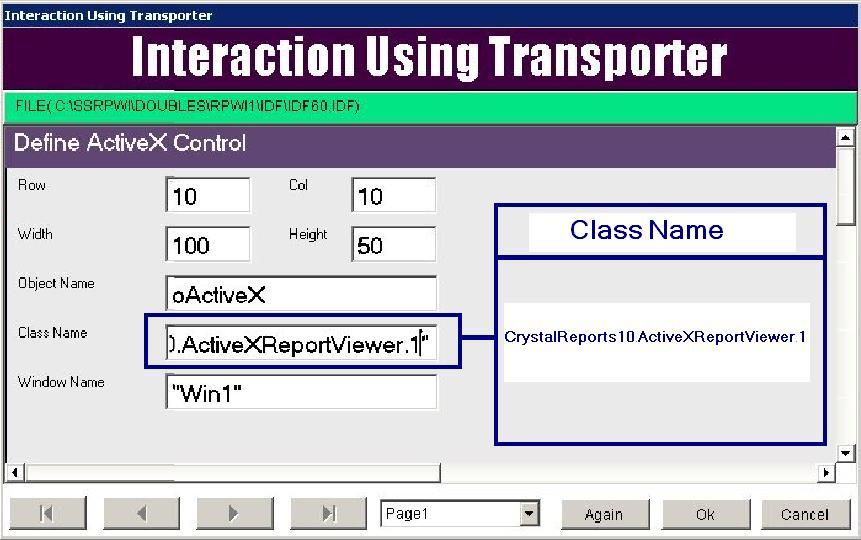 Interaction Using Transporter
Interaction Using Transporter
FILE( C:\SSRPWI\DOUBLES\RPWI1\IDF\IDF60.IDF)
Define ActiveX Control
Row 10 Col 10
Width 100 Height 50
Object Name oActiveX
Class Name 0.ActiveXReportViewer.1"
Window Name "Win1"
Class Name
CrystalReports10.ActiveXReportViewer.1
Page1 Again Ok Cancel